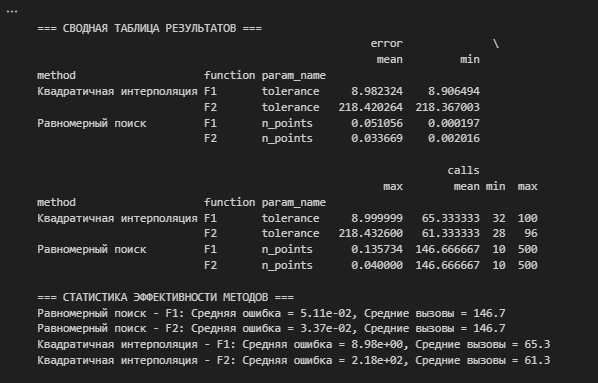 ...
=== СВОДНАЯ ТАБЛИЦА РЕЗУЛЬТАТОВ ===
error \
mean min
method function param_name
Квадратичная интерполяция F1 tolerance 8.982324 8.906494
F2 tolerance 218.420264 218.367003
Равномерный поиск F1 n_points 0.051056 0.000197
F2 n_points 0.033669 0.002016
calls
max mean min max
method function param_name
Квадратичная интерполяция F1 tolerance 8.999999 65.333333 32 100
F2 tolerance 218.432600 61.333333 28 96
Равномерный поиск F1 n_points 0.135734 146.666667 10 500
F2 n_points 0.040000 146.666667 10 500
=== СТАТИСТИКА ЭФФЕКТИВНОСТИ МЕТОДОВ ===
Равномерный поиск - F1: Средняя ошибка = 5.11e-02, Средние вызовы = 146.7
Равномерный поиск - F2: Средняя ошибка = 3.37e-02, Средние вызовы = 146.7
Квадратичная интерполяция - F1: Средняя ошибка = 8.98e+00, Средние вызовы = 65.3
Квадратичная интерполяция - F2: Средняя ошибка = 2.18e+02, Средние вызовы = 61.3